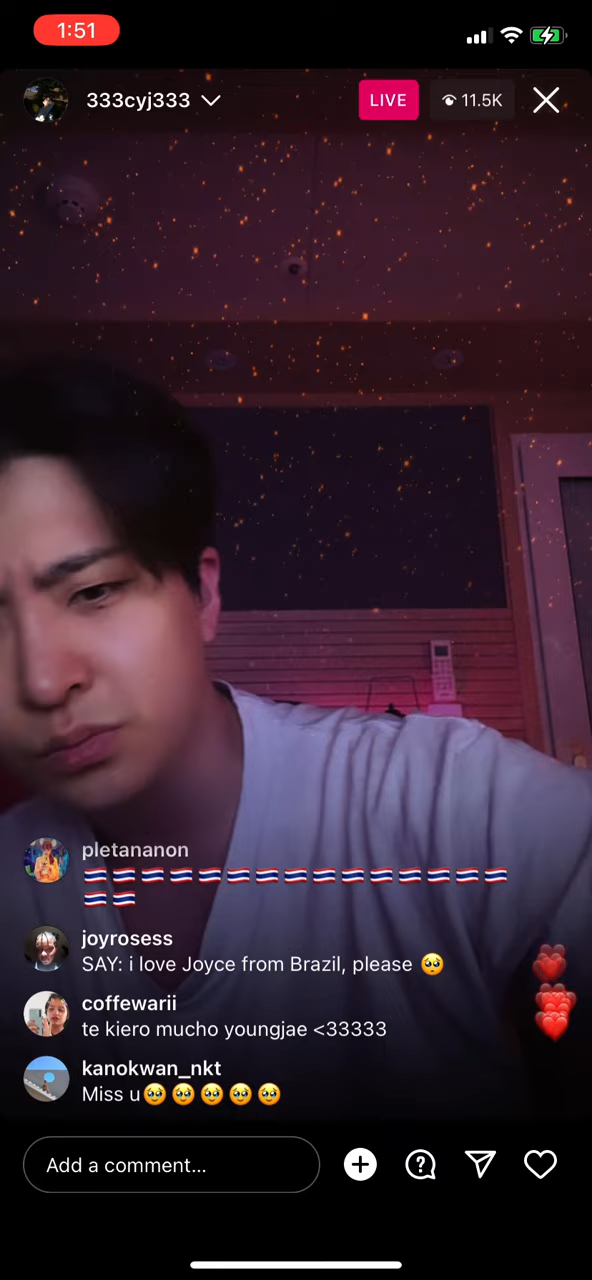 1:51
333cyj333
LIVE
11.5K
pletananon
🇹🇭🇹🇭🇹🇭🇹🇭🇹🇭🇹🇭🇹🇭🇹🇭🇹🇭🇹🇭🇹🇭🇹🇭🇹🇭🇹🇭🇹🇭
🇹🇭🇹🇭
joyrosess
SAY: i love Joyce from Brazil, please 🥺
coffewarii
te kiero mucho youngjae <33333
kanokwan_nkt
Miss u🥹🥹🥹🥹🥹
Add a comment...